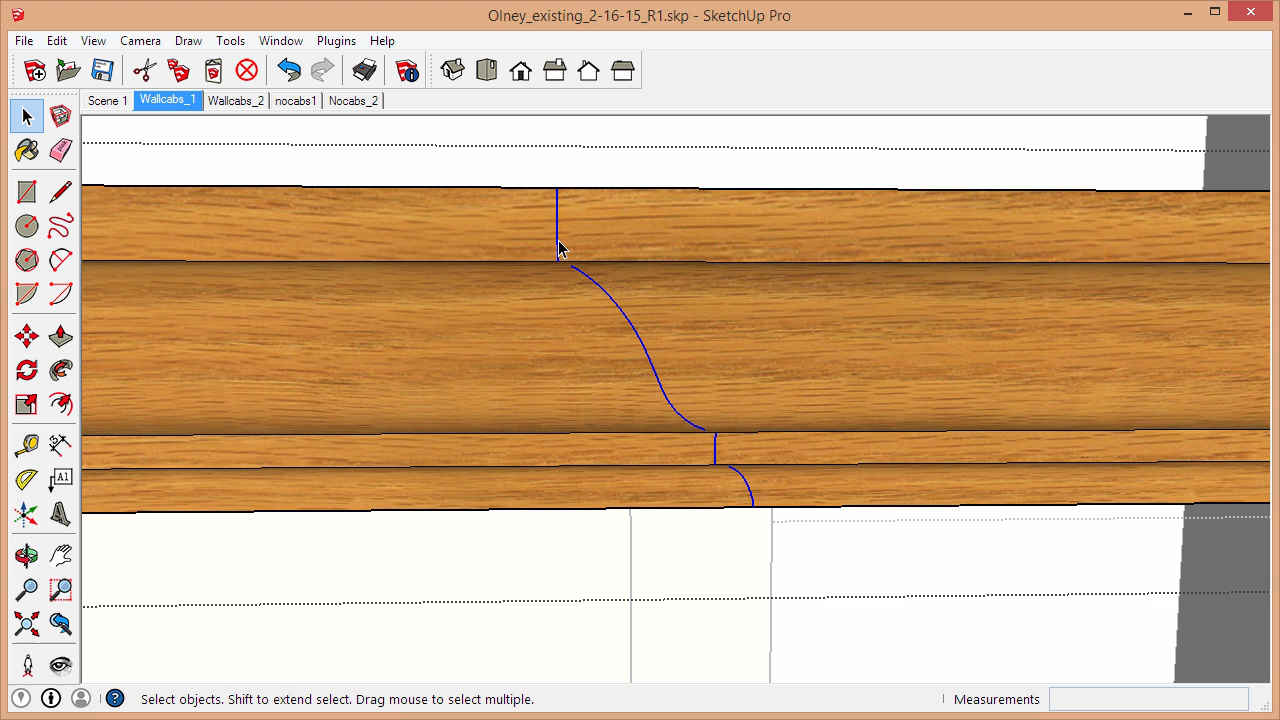 Olney_existing_2-16-15_R1.skp - SketchUp Pro
File Edit View Camera Draw Tools Window Plugins Help
Scene 1 Wallcabs_1 Wallcabs_2 nocabs1 Nocabs_2
A1
Select objects. Shift to extend select. Drag mouse to select multiple.
Measurements